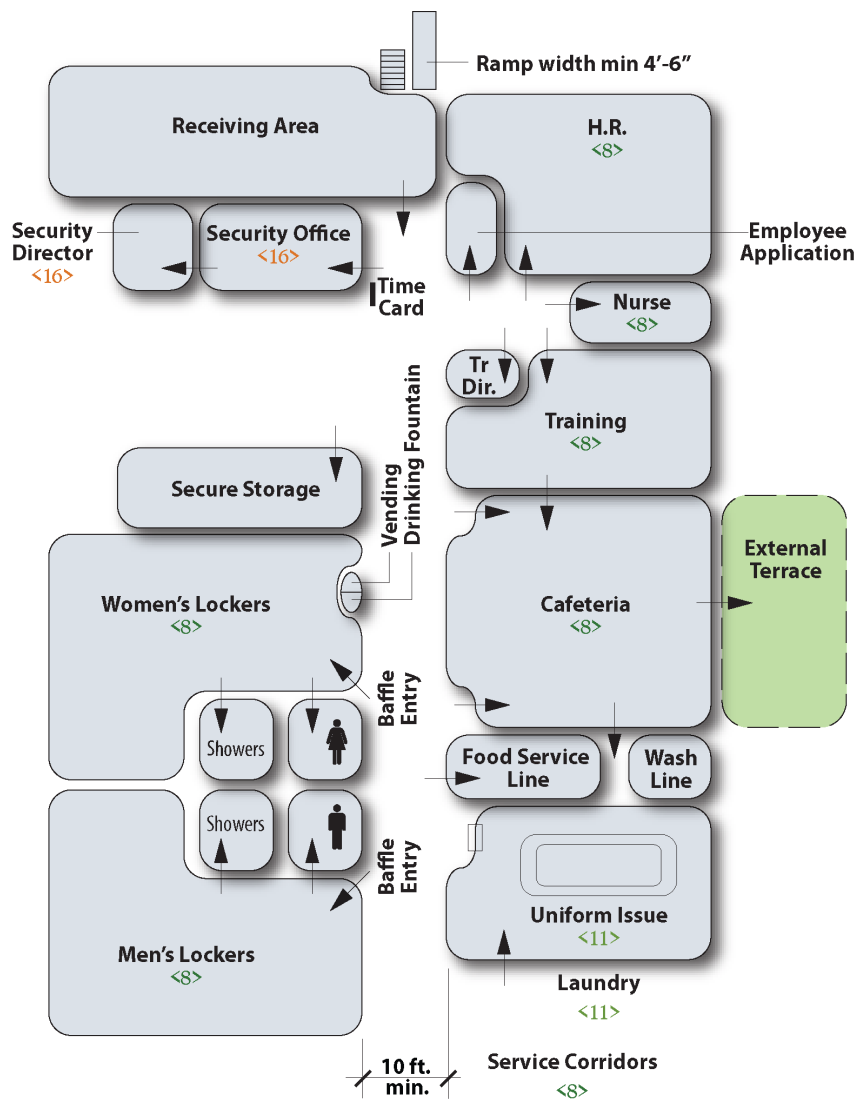 Ramp width min 4’-6”
Receiving Area
H.R.
<8>
Security
Director
<16>
Security Office
<16>
Employee
Application
Time
Card
Nurse
<8>
Tr
Dir.
Training
<8>
Vending
Drinking Fountain
Secure Storage
External
Terrace
Women’s Lockers
<8>
Cafeteria
<8>
Baffle
Entry
Showers
Food Service
Line
Wash
Line
Showers
Baffle
Entry
Uniform Issue
<11>
Men’s Lockers
<8>
Laundry
<11>
10 ft.
min.
Service Corridors
<8>